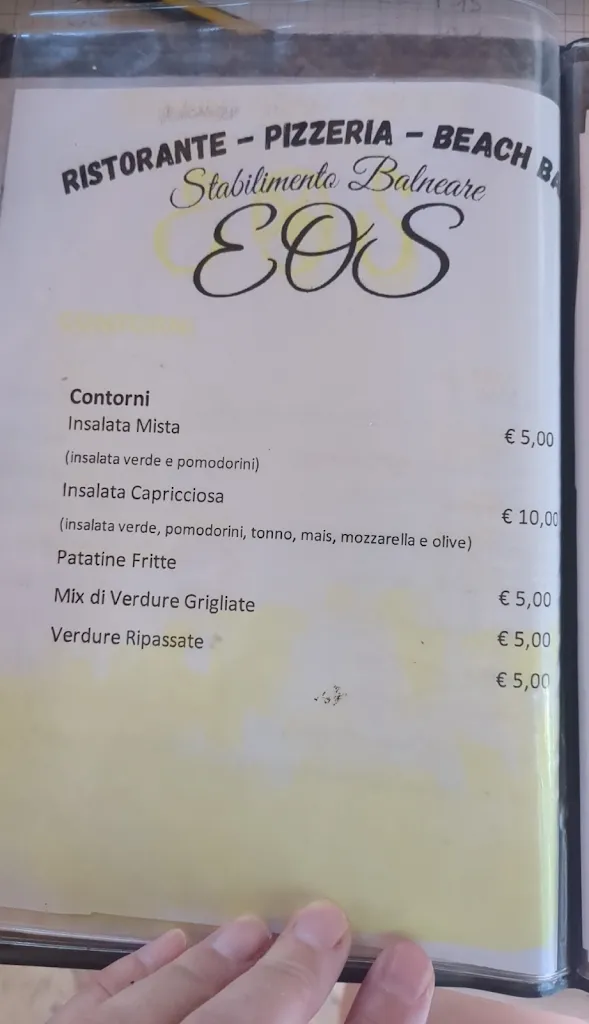 RISTORANTE – PIZZERIA – BEACH
Stabilimento Balneare
EOS
Contorni
Insalata Mista € 5,00
(insalata verde e pomodorini)
Insalata Capricciosa € 10,00
(insalata verde, pomodorini, tonno, mais, mozzarella e olive)
Patatine Fritte € 5,00
Mix di Verdure Grigliate € 5,00
Verdure Ripassate € 5,00